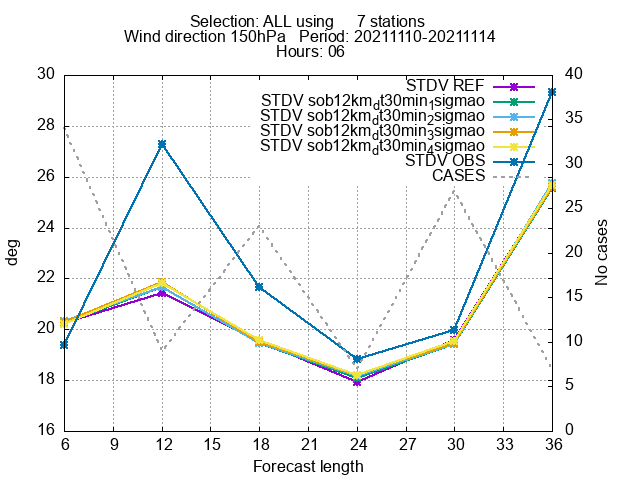 Selection: ALL using 7 stations
Wind direction 150hPa Period: 20211110-20211114
Hours: 06
30
28
26
24
22
20
18
16
deg
40
35
30
25
20
15
10
5
0
No cases
STDV REF
STDV sob12km_dt30min_1sigmao
STDV sob12km_dt30min_2sigmao
STDV sob12km_dt30min_3sigmao
STDV sob12km_dt30min_4sigmao
STDV OBS
CASES
6 9 12 15 18 21 24 27 30 33 36
Forecast length